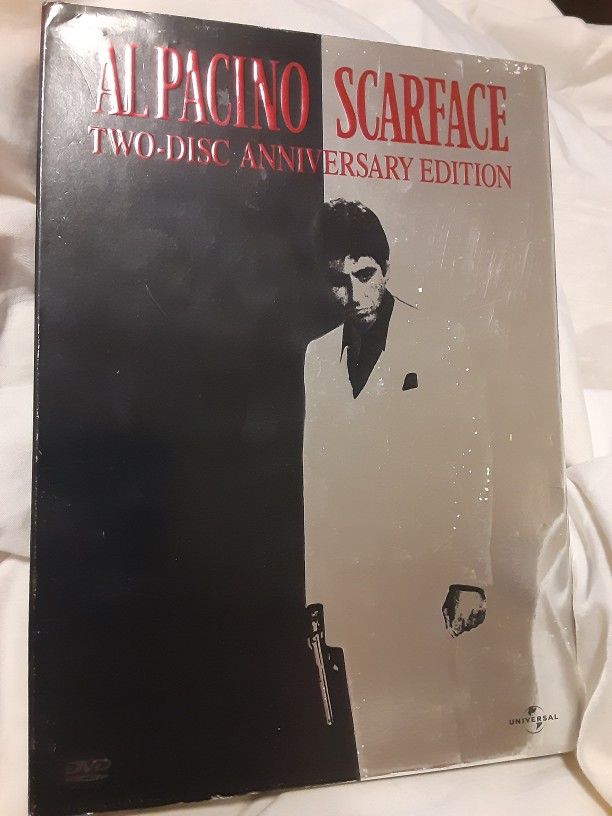 AL PACINO SCARFACE
TWO-DISC ANNIVERSARY EDITION
UNIVERSAL
DVD